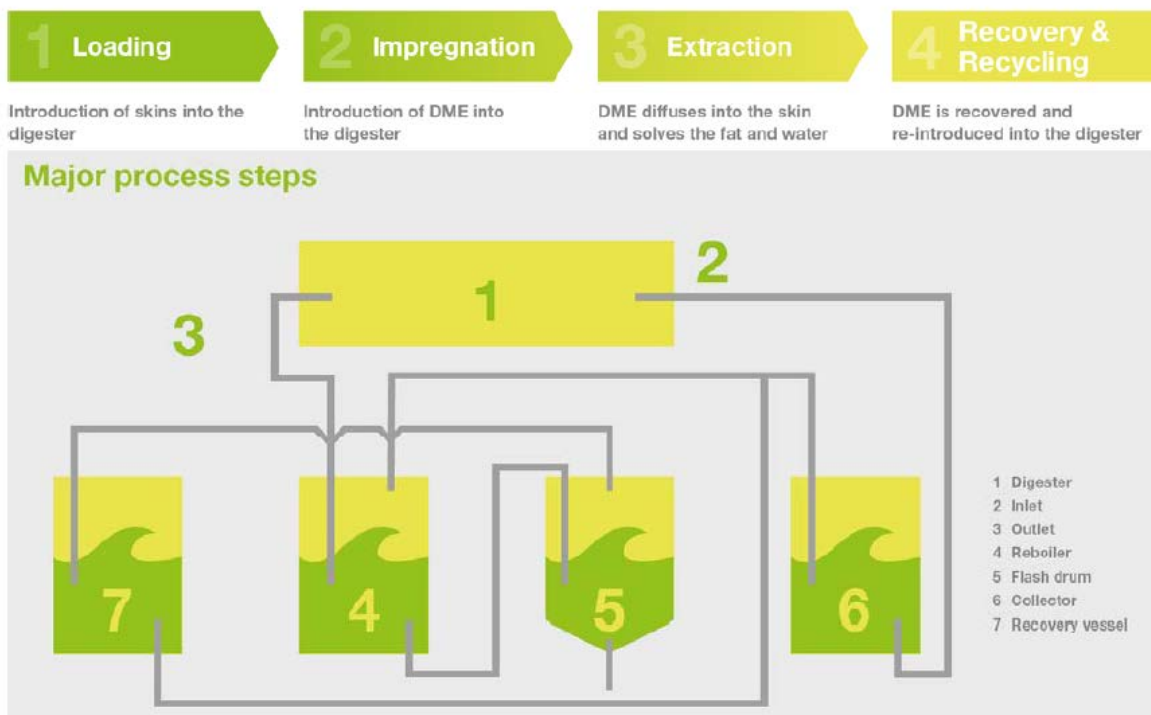 1 Loading
Introduction of skins into the
digester
2 Impregnation
Introduction of DME into
the digester
3 Extraction
DME diffuses into the skin
and solves the fat and water
4 Recovery &
Recycling
DME is recovered and
re-introduced into the digester
Major process steps
1
2
3
7
4
5
6
1 Digester
2 Inlet
3 Outlet
4 Reboiler
5 Flash drum
6 Collector
7 Recovery vessel